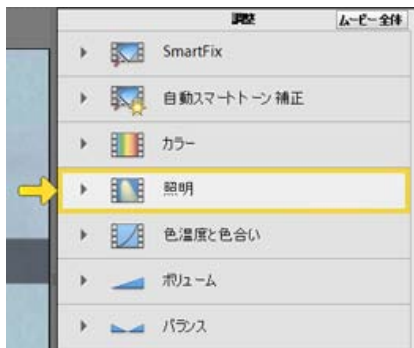 調整
ムービー全体
SmartFix
自動スマートトーン補正
カラー
照明
色温度と色合い
ボリューム
バランス